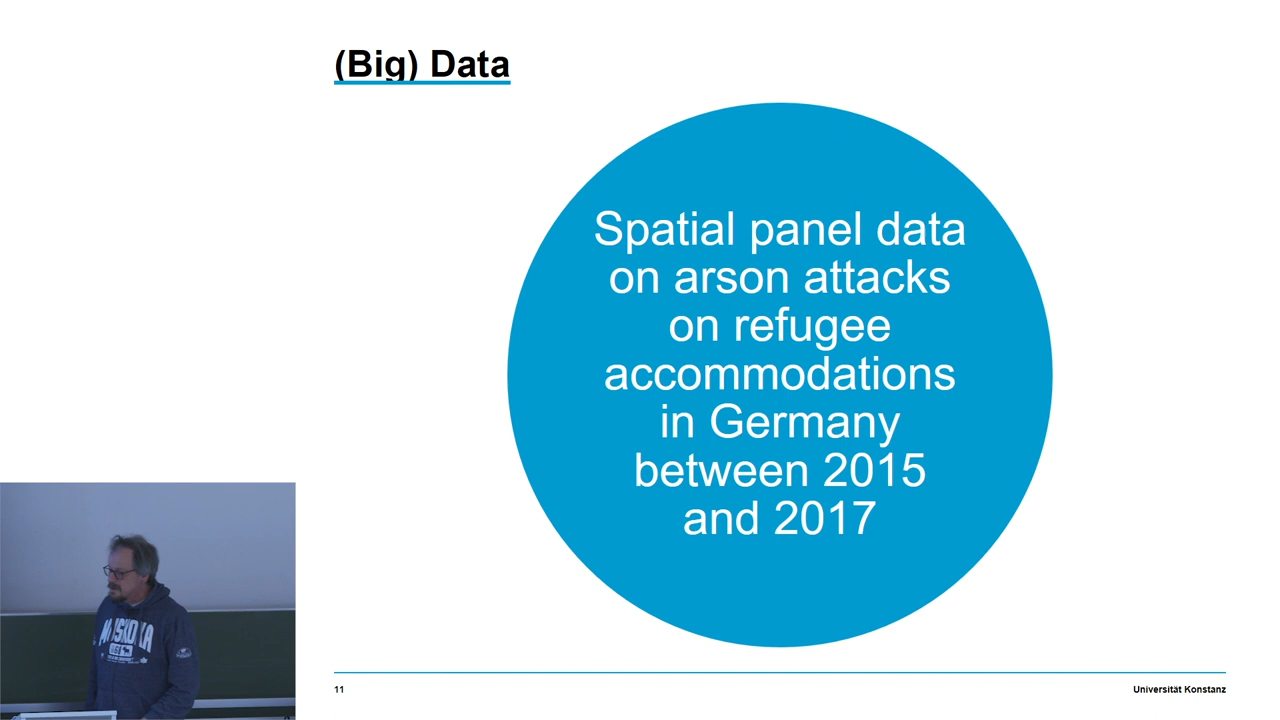 (Big) Data
Spatial panel data
on arson attacks
on refugee
accommodations
in Germany
between 2015
and 2017
MUSKOKA
11
Universität Konstanz